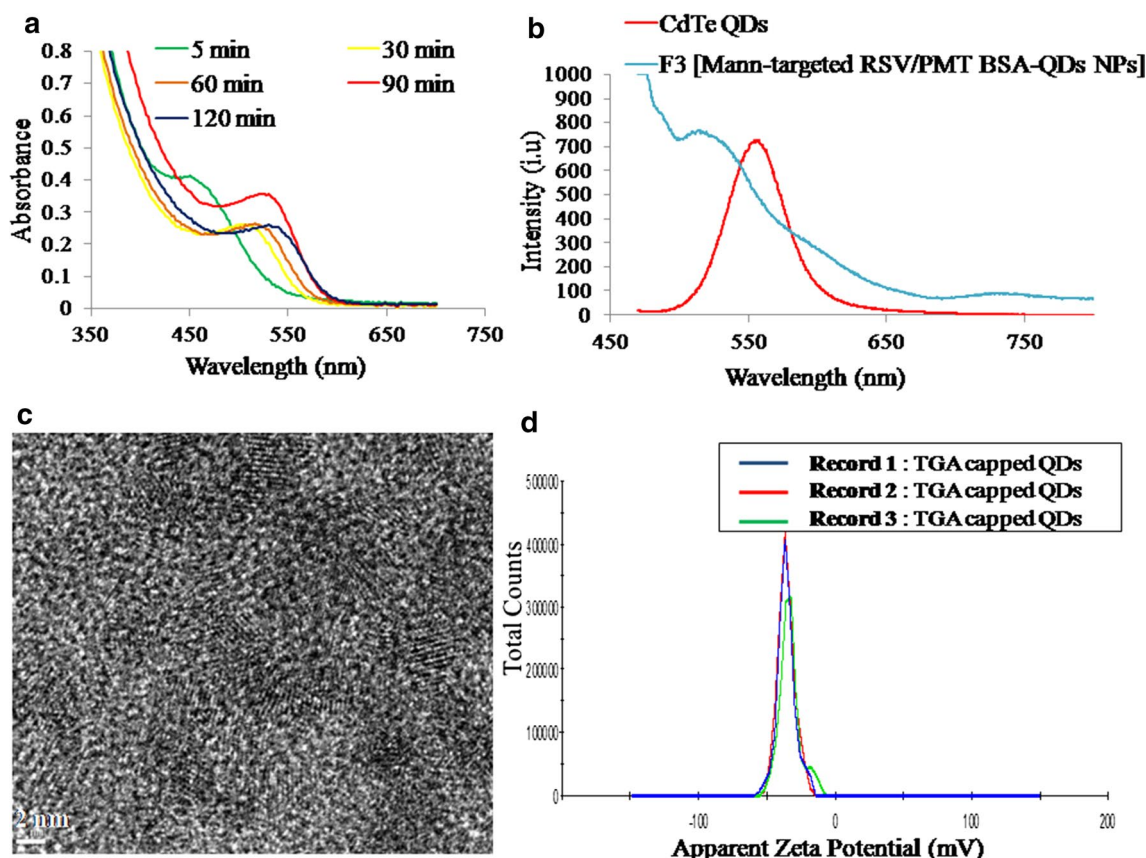 a
5 min
30 min
60 min
90 min
120 min
0.8
0.7
0.6
0.5
0.4
0.3
0.2
0.1
0
Absorbance
350
450
550
650
750
Wavelength (nm)
b
CdTe QDs
F3 [Mann-targeted RSV/PMT BSA-QDs NPs]
1000
900
800
700
600
500
400
300
200
100
0
Intensity (i.u)
450
550
650
750
Wavelength (nm)
c
2 nm
d
Record 1 : TGA capped QDs
Record 2 : TGA capped QDs
Record 3 : TGA capped QDs
500000
400000
300000
200000
100000
0
Total Counts
-100
0
100
200
Apparent Zeta Potential (mV)